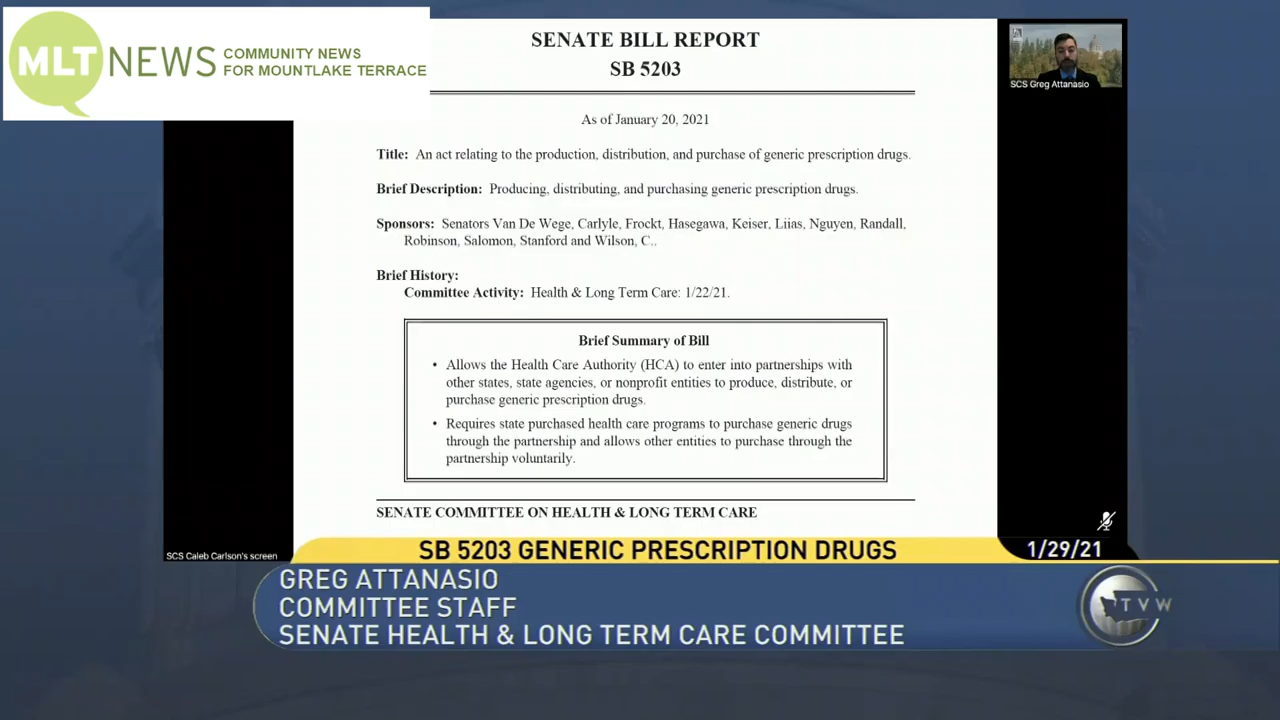 MLT NEWS COMMUNITY NEWS
FOR MOUNTLAKE TERRACE
SENATE BILL REPORT
SB 5203
SCS Greg Attanasio
As of January 20, 2021
Title: An act relating to the production, distribution, and purchase of generic prescription drugs.
Brief Description: Producing, distributing, and purchasing generic prescription drugs.
Sponsors: Senators Van De Wege, Carlyle, Frockt, Hasegawa, Keiser, Liias, Nguyen, Randall,
Robinson, Salomon, Stanford and Wilson, C..
Brief History:
Committee Activity: Health & Long Term Care: 1/22/21.
Brief Summary of Bill
• Allows the Health Care Authority (HCA) to enter into partnerships with
other states, state agencies, or nonprofit entities to produce, distribute, or
purchase generic prescription drugs.
• Requires state purchased health care programs to purchase generic drugs
through the partnership and allows other entities to purchase through the
partnership voluntarily.
SENATE COMMITTEE ON HEALTH & LONG TERM CARE
SCS Caleb Carlson's screen
SB 5203 GENERIC PRESCRIPTION DRUGS
1/29/21
GREG ATTANASIO
COMMITTEE STAFF
SENATE HEALTH & LONG TERM CARE COMMITTEE
TVW